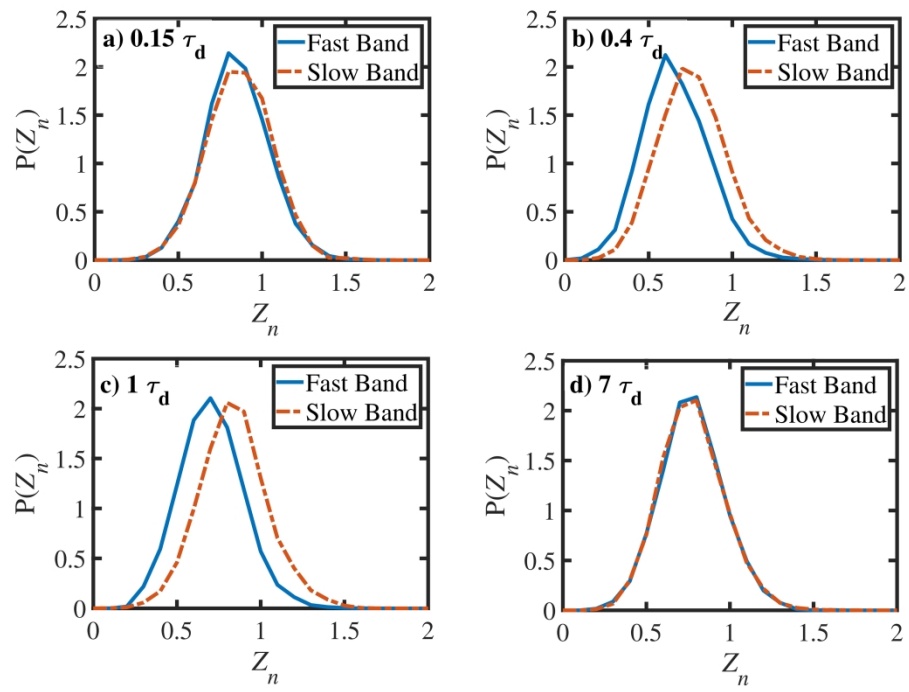 a) 0.15 τd
Fast Band
Slow Band
2.5
2
1.5
1
0.5
0
P(Zn)
0 0.5 1 1.5 2
Zn
b) 0.4 τd
Fast Band
Slow Band
2.5
2
1.5
1
0.5
0
P(Zn)
0 0.5 1 1.5 2
Zn
c) 1 τd
Fast Band
Slow Band
2.5
2
1.5
1
0.5
0
P(Zn)
0 0.5 1 1.5 2
Zn
d) 7 τd
Fast Band
Slow Band
2.5
2
1.5
1
0.5
0
P(Zn)
0 0.5 1 1.5 2
Zn